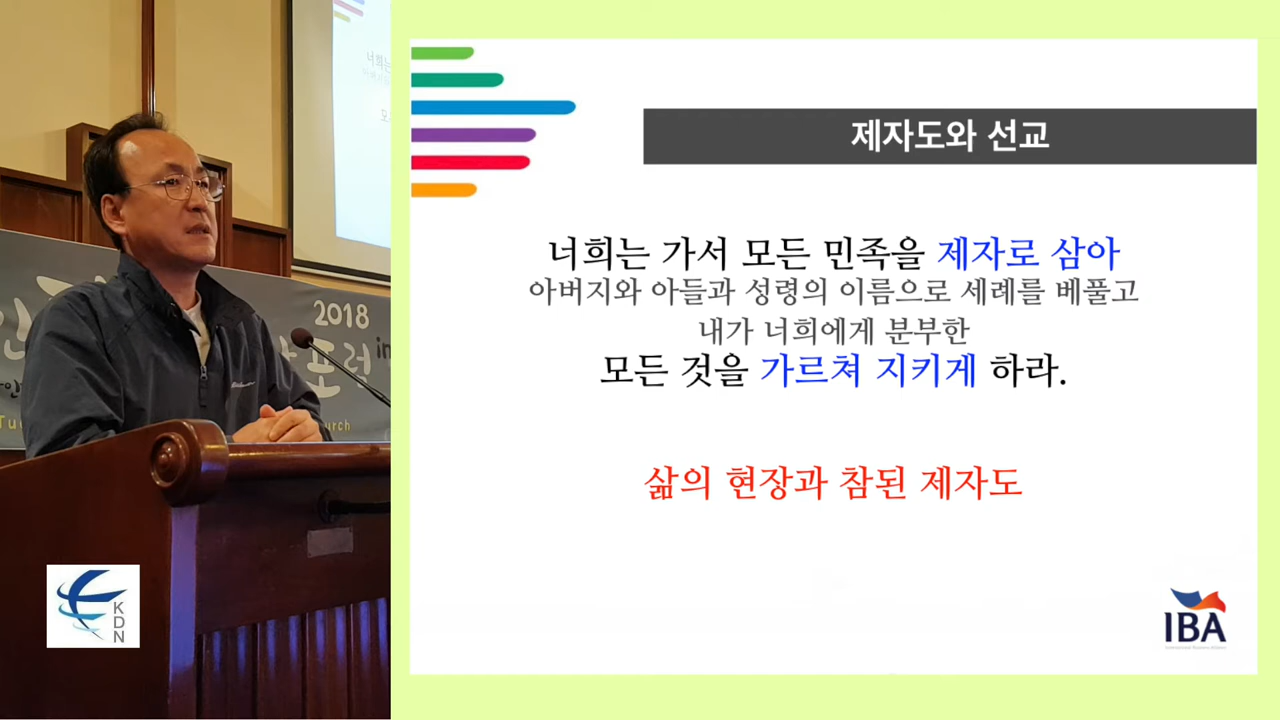 2018
포럼
KDN
제자도와 선교
너희는 가서 모든 민족을 제자로 삼아
아버지와 아들과 성령의 이름으로 세례를 베풀고
내가 너희에게 분부한
모든 것을 가르쳐 지키게 하라.
삶의 현장과 참된 제자도
IBA